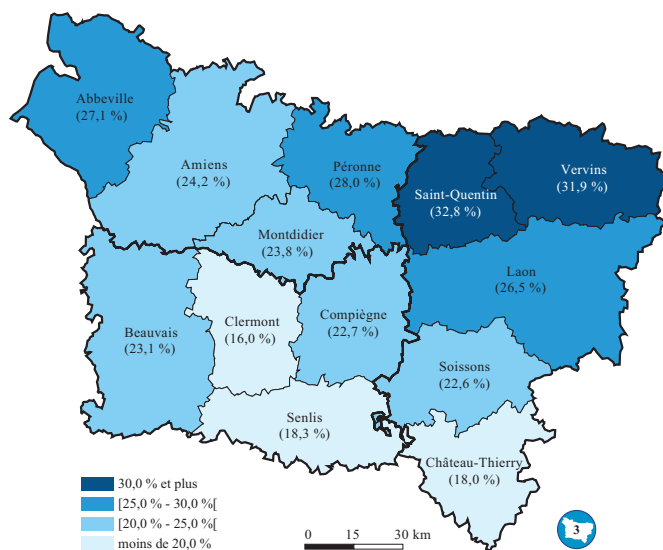 Abbeville
(27,1 %)
Amiens
(24,2 %)
Péronne
(28,0 %)
Saint-Quentin
(32,8 %)
Vervins
(31,9 %)
Montdidier
(23,8 %)
Laon
(26,5 %)
Beauvais
(23,1 %)
Clermont
(16,0 %)
Compiègne
(22,7 %)
Soissons
(22,6 %)
Senlis
(18,3 %)
Château-Thierry
(18,0 %)
30,0 % et plus
[25,0 % - 30,0 %[
[20,0 % - 25,0 %[
moins de 20,0 %
0 15 30 km
3